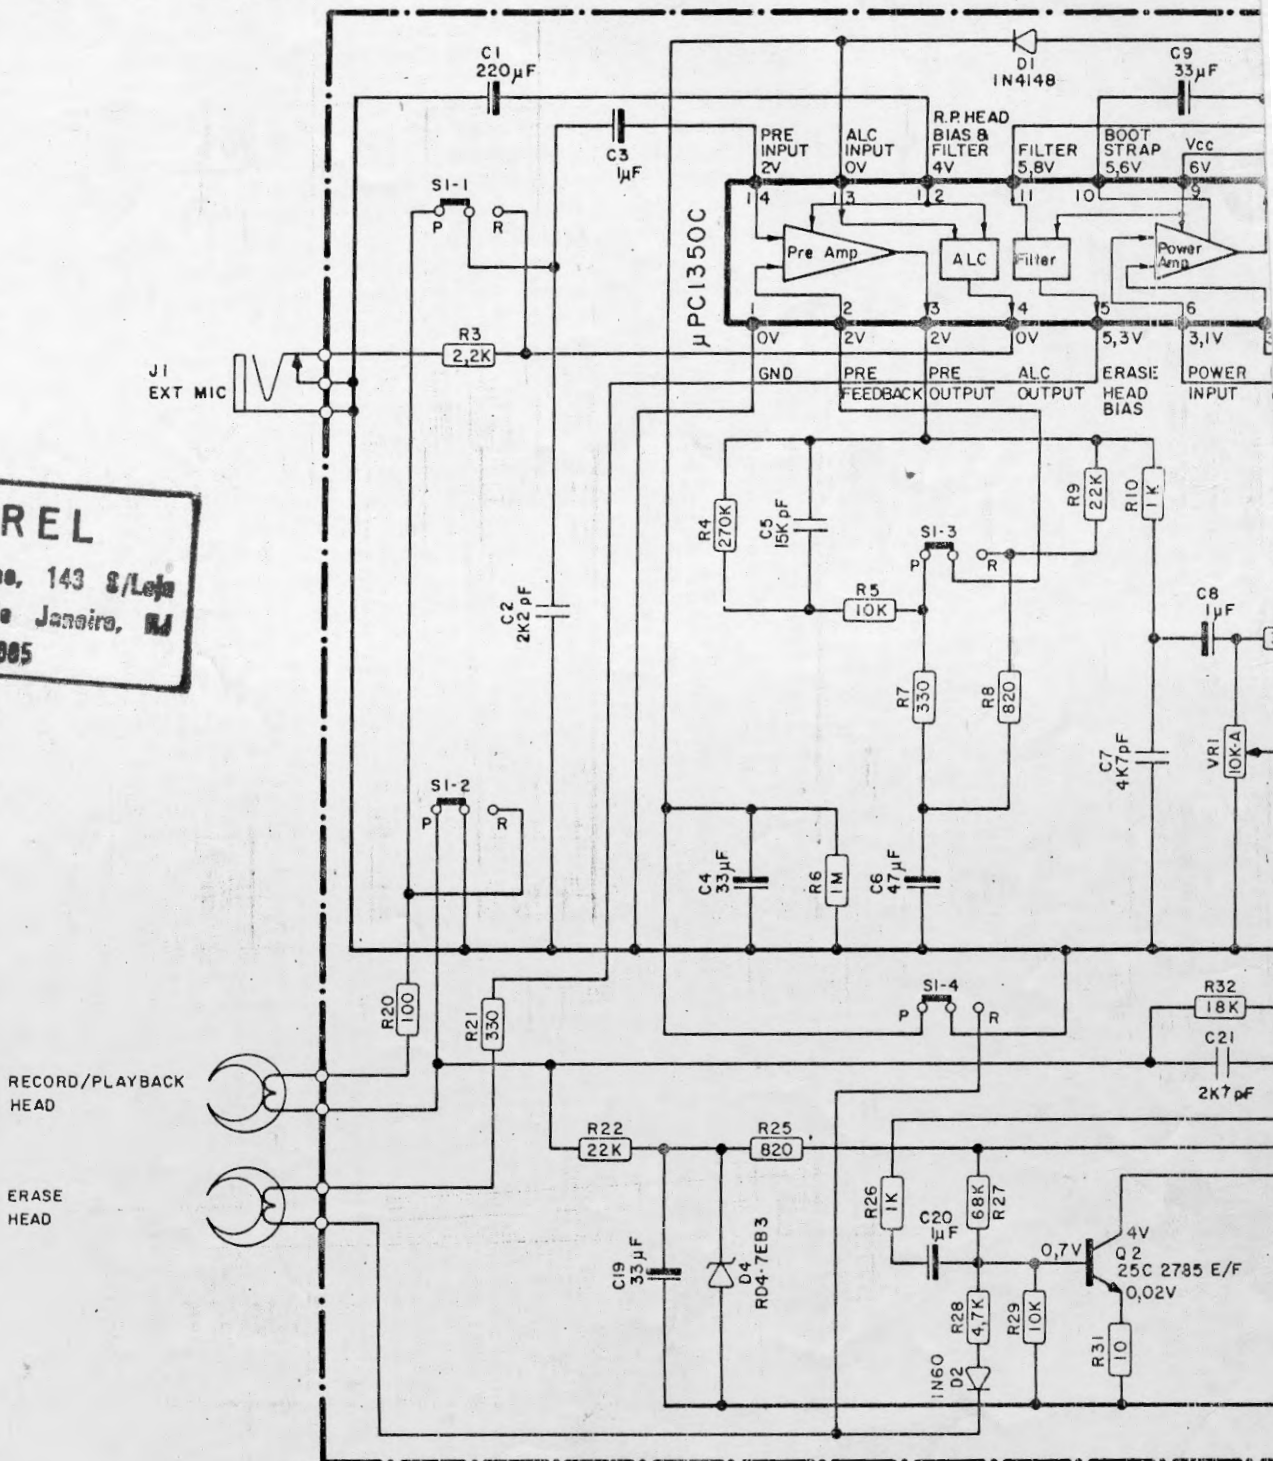 C1
220µF
C3
1µF
D1
1N4148
C9
33µF
PRE
INPUT
2V
ALC
INPUT
0V
R.P. HEAD
BIAS &
FILTER
4V
FILTER
5,8V
BOOT
STRAP
5,6V
Vcc
6V
14
13
12
11
10
9
µPC1350C
Pre Amp
ALC
Filter
Power
Amp
1
2
3
4
5
6
0V
2V
2V
0V
5,3V
3,1V
GND
PRE
FEEDBACK
PRE
OUTPUT
ALC
OUTPUT
ERASE
HEAD
BIAS
POWER
INPUT
S1-1
P
R
R3
2,2K
J1
EXT MIC
REL
143 S/Loja
Janeiro, RJ
R4
270K
C5
15KpF
S1-3
P
R
R9
22K
R10
1K
R5
10K
C2
2K2pF
C8
1µF
R7
330
R8
820
C7
4K7pF
VR1
10K-A
S1-2
P
R
C4
33µF
R6
1M
C6
47µF
R20
100
R21
330
S1-4
P
R
R32
18K
C21
2K7pF
RECORD/PLAYBACK
HEAD
R22
22K
R25
820
ERASE
HEAD
R26
1K
C20
1µF
68K
R27
C19
33µF
D4
RD4-7EB3
0,7V
4V
Q2
2SC 2785 E/F
0,02V
R28
4,7K
R29
10K
R31
10
1N60
D2